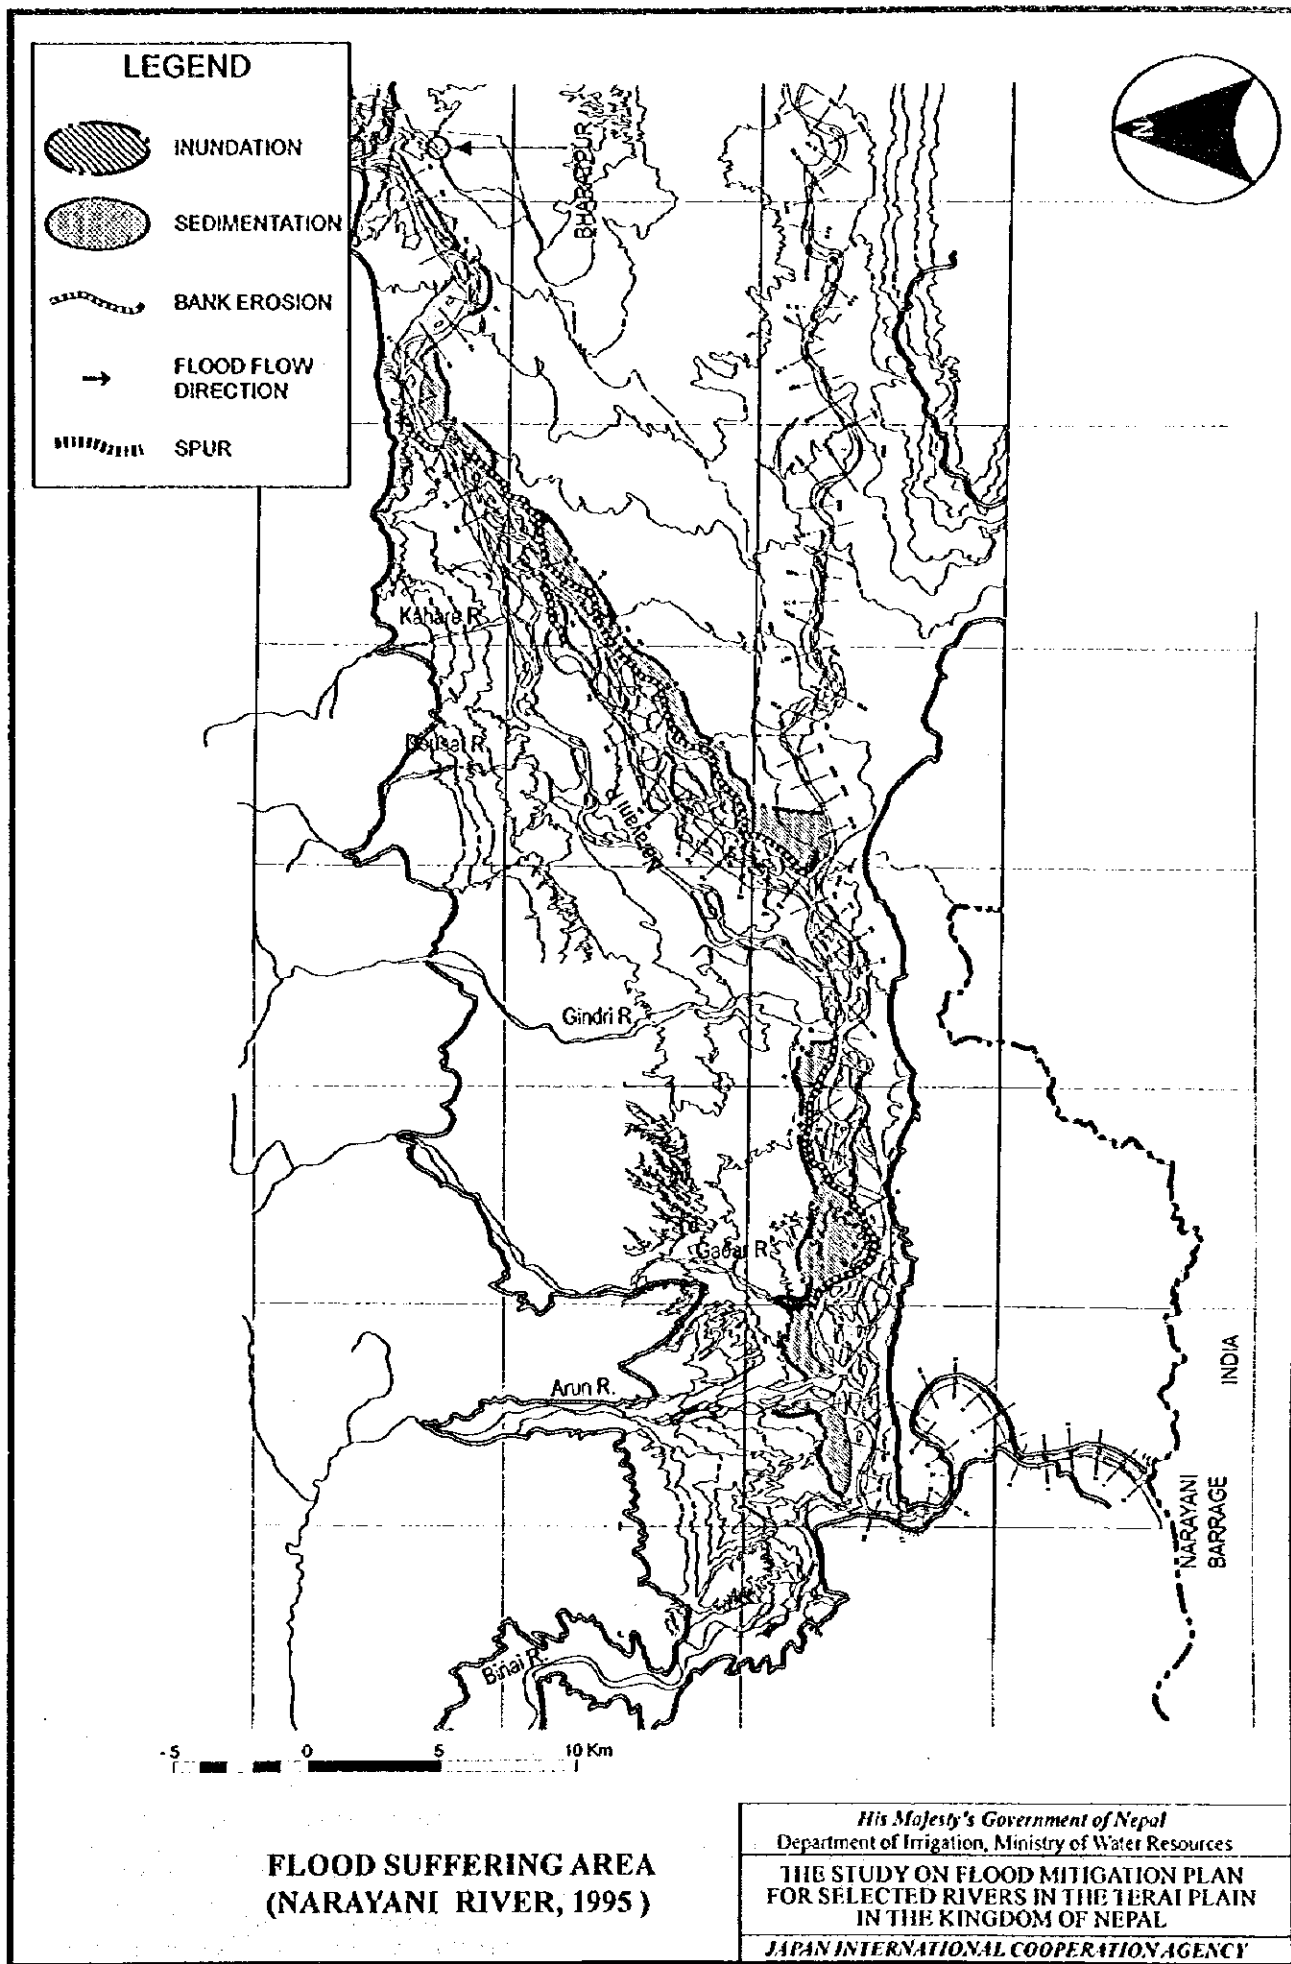 LEGEND
INUNDATION
SEDIMENTATION
BANK EROSION
FLOOD FLOW
DIRECTION
SPUR
N
BHARATPUR
Kahare R.
R.
Narayani R.
Gindri R.
R.
Arun R.
Binai R.
INDIA
NARAYANI
BARRAGE
- 5 0 5 10 Km
FLOOD SUFFERING AREA
(NARAYANI RIVER, 1995)
His Majesty's Government of Nepal
Department of Irrigation, Ministry of Water Resources
THE STUDY ON FLOOD MITIGATION PLAN
FOR SELECTED RIVERS IN THE TERAI PLAIN
IN THE KINGDOM OF NEPAL
JAPAN INTERNATIONAL COOPERATION AGENCY